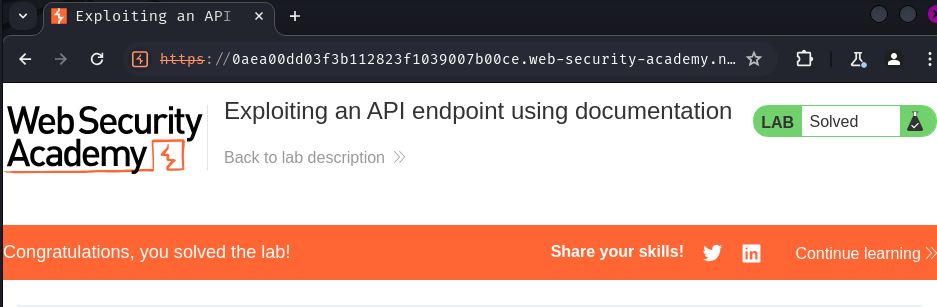 Exploiting an API
https://0aea00dd03f3b112823f1039007b00ce.web-security-academy.n…
Web Security
Academy
Exploiting an API endpoint using documentation
Back to lab description
LAB Solved
Congratulations, you solved the lab!
Share your skills!
Continue learning